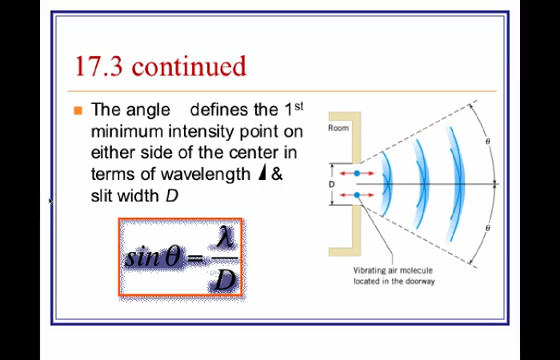 17.3 continued
The angle defines the 1st
minimum intensity point on
either side of the center in
terms of wavelength λ &
slit width D
sin θ = λ / D
Room
D
θ
θ
Vibrating air molecule
located in the doorway